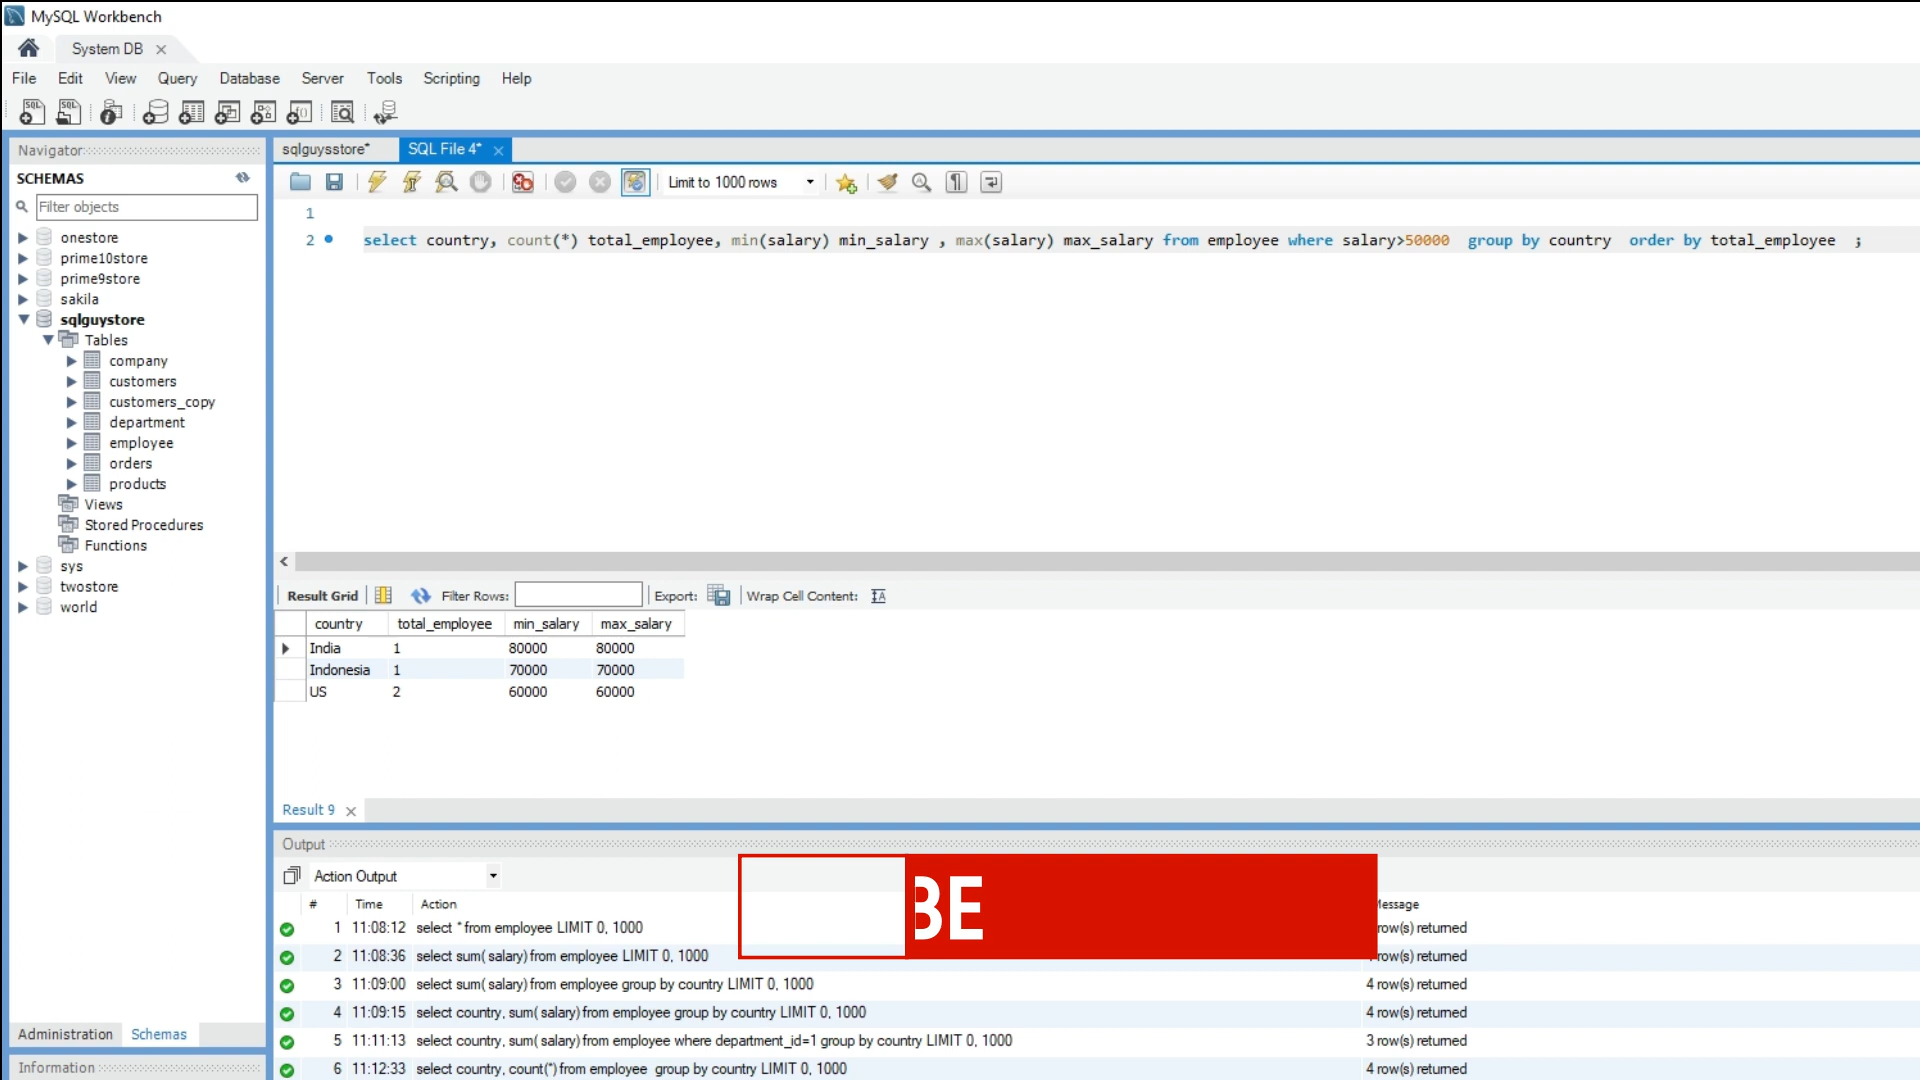 MySQL Workbench
System DB
File Edit View Query Database Server Tools Scripting Help
Navigator
SCHEMAS
Filter objects
onestore
prime10store
prime9store
sakila
sqlguystore
Tables
company
customers
customers_copy
department
employee
orders
products
Views
Stored Procedures
Functions
sys
twostore
world
Administration Schemas
Information
sqlguysstore* SQL File 4*
Limit to 1000 rows
1
2 select country, count(*) total_employee, min(salary) min_salary , max(salary) max_salary from employee where salary>50000 group by country order by total_employee ;
Result Grid Filter Rows: Export: Wrap Cell Content:
country total_employee min_salary max_salary
India 1 80000 80000
Indonesia 1 70000 70000
US 2 60000 60000
Result 9
Output
Action Output
# Time Action
1 11:08:12 select * from employee LIMIT 0, 1000 row(s) returned
2 11:08:36 select sum( salary) from employee LIMIT 0, 1000 row(s) returned
3 11:09:00 select sum( salary) from employee group by country LIMIT 0, 1000 4 row(s) returned
4 11:09:15 select country, sum( salary) from employee group by country LIMIT 0, 1000 4 row(s) returned
5 11:11:13 select country, sum( salary) from employee where department_id=1 group by country LIMIT 0, 1000 3 row(s) returned
6 11:12:33 select country, count(*) from employee group by country LIMIT 0, 1000 4 row(s) returned
BE